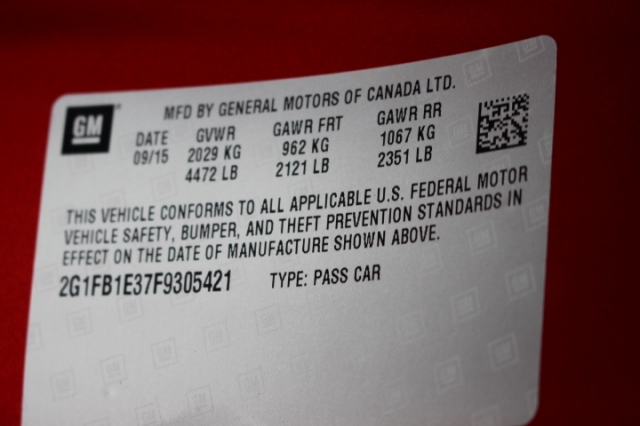 GM
MFD BY GENERAL MOTORS OF CANADA LTD.
DATE GVWR GAWR FRT GAWR RR
09/15 2029 KG 962 KG 1067 KG
4472 LB 2121 LB 2351 LB
THIS VEHICLE CONFORMS TO ALL APPLICABLE U.S. FEDERAL MOTOR
VEHICLE SAFETY, BUMPER, AND THEFT PREVENTION STANDARDS IN
EFFECT ON THE DATE OF MANUFACTURE SHOWN ABOVE.
2G1FB1E37F9305421 TYPE: PASS CAR